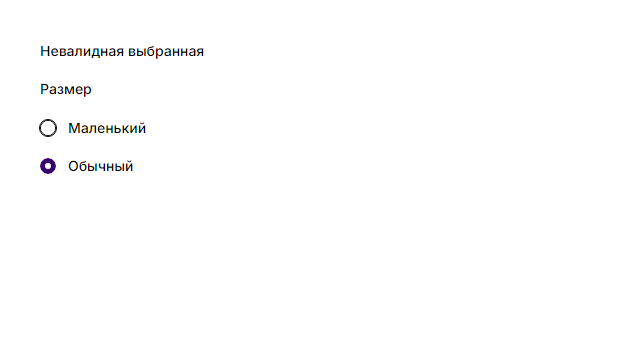 Невалидная выбранная
Размер
Маленький
Обычный